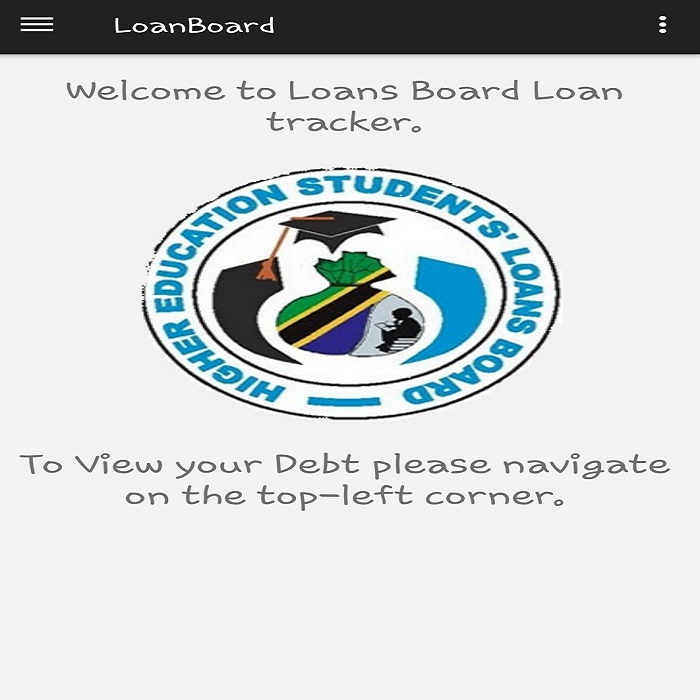 LoanBoard
Welcome to Loans Board Loan
tracker.
HIGHER EDUCATION STUDENTS' LOANS BOARD
To View your Debt please navigate
on the top-left corner.